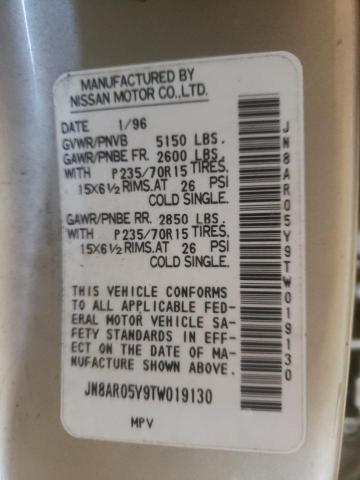 MANUFACTURED BY
NISSAN MOTOR CO.,LTD.
DATE 1/96
GVWR/PNVB 5150 LBS.
GAWR/PNBE FR. 2600 LBS.
WITH P235/70R15 TIRES.
15X6½ RIMS.AT 26 PSI
COLD SINGLE.
GAWR/PNBE RR. 2850 LBS.
WITH P235/70R15 TIRES.
15X6½ RIMS.AT 26 PSI
COLD SINGLE.
THIS VEHICLE CONFORMS
TO ALL APPLICABLE FED-
ERAL MOTOR VEHICLE SA-
FETY STANDARDS IN EFF-
ECT ON THE DATE OF MA-
NUFACTURE SHOWN ABOVE.
JN8AR05Y9TW019130
MPV
JN8AR05Y9TW019130